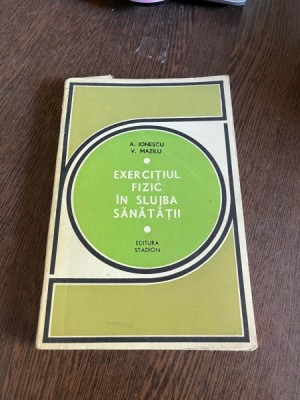 A. IONESCU
V. MAZILU
EXERCIȚIUL
FIZIC
ÎN SLUJBA
SĂNĂTĂȚII
EDITURA
STADION